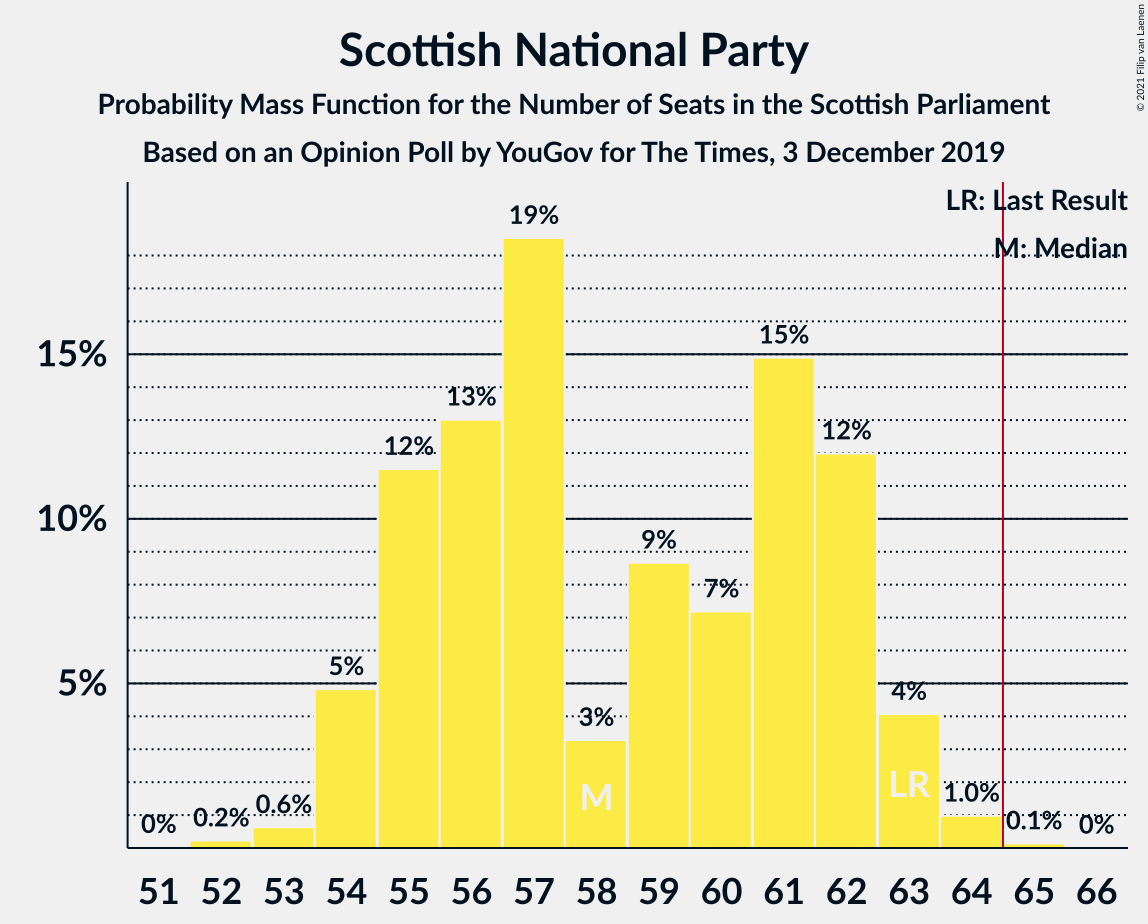 Scottish National Party
Probability Mass Function for the Number of Seats in the Scottish Parliament
Based on an Opinion Poll by YouGov for The Times, 3 December 2019
© 2021 Filip van Laenen
LR: Last Result
M: Median
15%
10%
5%
0%
0.2%
0.6%
5%
12%
13%
19%
3%
9%
7%
15%
12%
4%
1.0%
0.1%
0%
M
LR
51 52 53 54 55 56 57 58 59 60 61 62 63 64 65 66